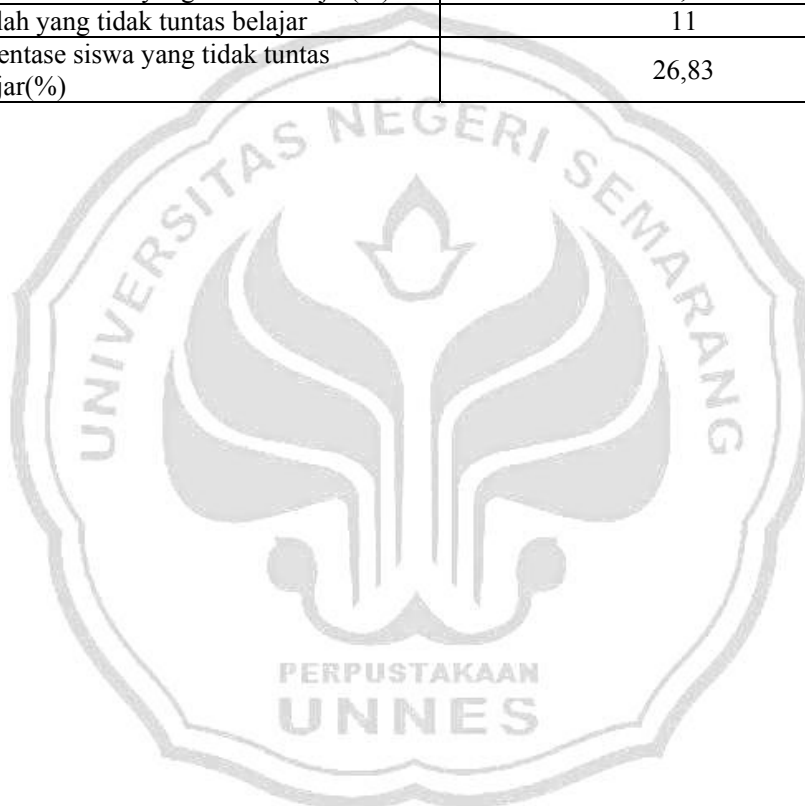 lah yang tidak tuntas belajar 11
entase siswa yang tidak tuntas
jar(%) 26,83
UNIVERSITAS NEGERI SEMARANG
PERPUSTAKAAN
UNNES